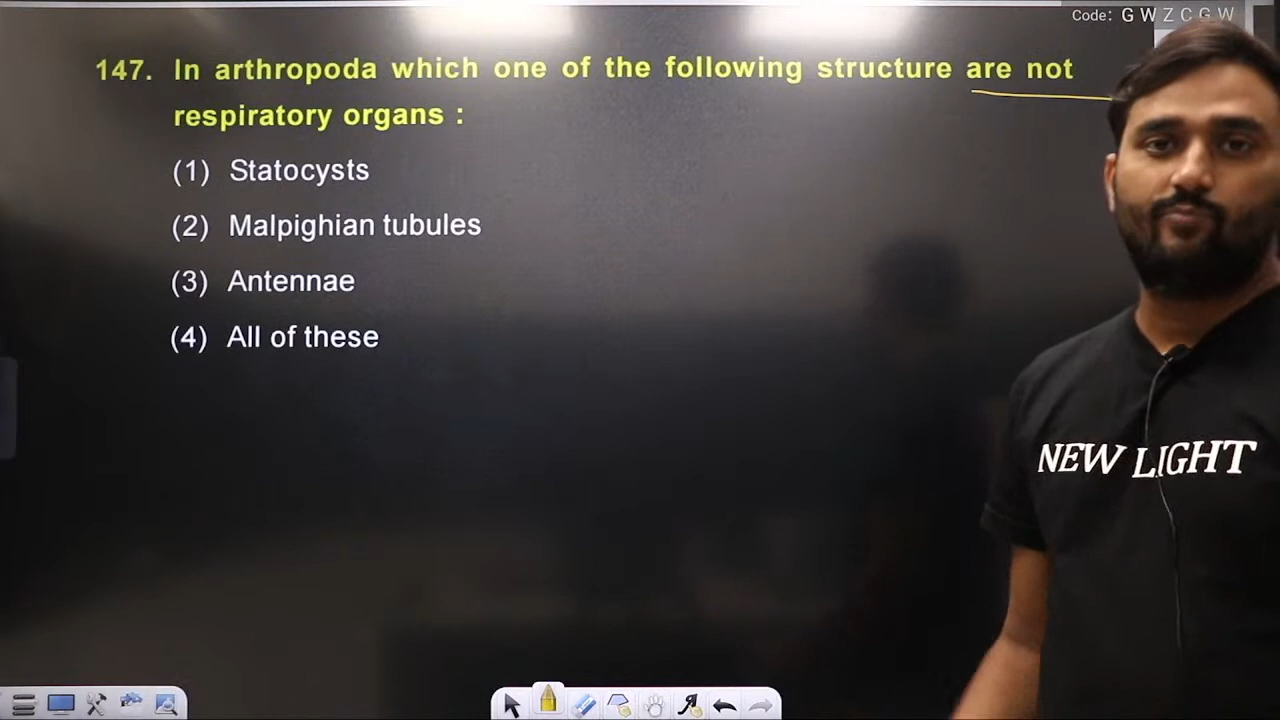 Code: G W Z C G W
147. In arthropoda which one of the following structure are not
respiratory organs :
(1) Statocysts
(2) Malpighian tubules
(3) Antennae
(4) All of these
NEW LIGHT